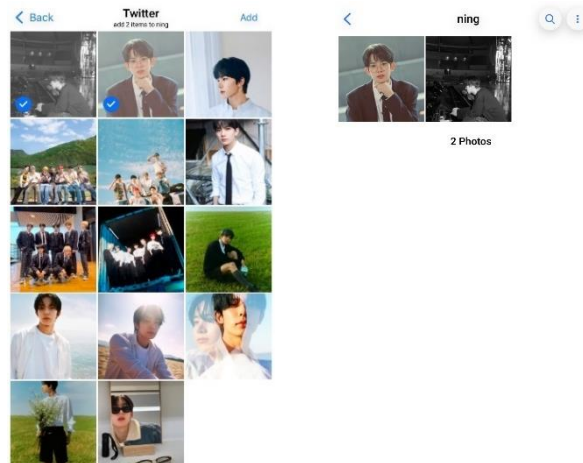 Back
Twitter
Add
add 2 items to ning
ning
2 Photos